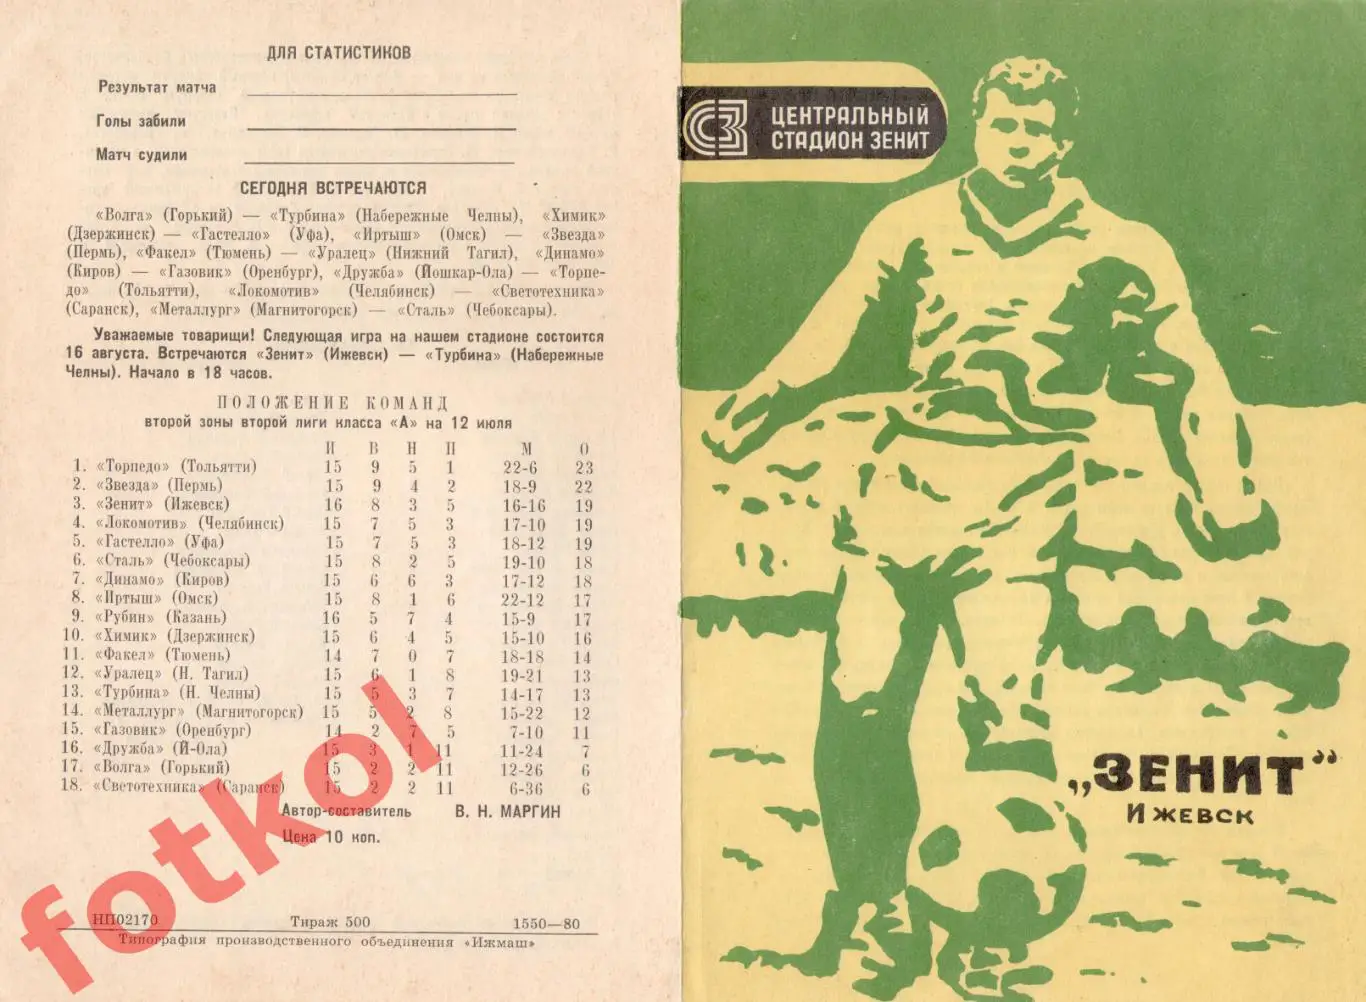 ДЛЯ СТАТИСТИКОВ
Результат матча
Голы забили
Матч судили
СЕГОДНЯ ВСТРЕЧАЮТСЯ
«Волга» (Горький) — «Турбина» (Набережные Челны), «Химик»
(Дзержинск) — «Гастелло» (Уфа), «Иртыш» (Омск) — «Звезда»
(Пермь), «Факел» (Тюмень) — «Уралец» (Нижний Тагил), «Динамо»
(Киров) — «Газовик» (Оренбург), «Дружба» (Йошкар-Ола) — «Торпе-
до» (Тольятти), «Локомотив» (Челябинск) — «Светотехника»
(Саранск), «Металлург» (Магнитогорск) — «Сталь» (Чебоксары).
Уважаемые товарищи! Следующая игра на нашем стадионе состоится
16 августа. Встречаются «Зенит» (Ижевск) — «Турбина» (Набережные
Челны). Начало в 18 часов.
ПОЛОЖЕНИЕ КОМАНД
второй зоны второй лиги класса «А» на 12 июля
И В Н П М О
1. «Торпедо» (Тольятти) 15 9 5 1 22-6 23
2. «Звезда» (Пермь) 15 9 4 2 18-9 22
3. «Зенит» (Ижевск) 16 8 3 5 16-16 19
4. «Локомотив» (Челябинск) 15 7 5 3 17-10 19
5. «Гастелло» (Уфа) 15 7 5 3 18-12 19
6. «Сталь» (Чебоксары) 15 8 2 5 19-10 18
7. «Динамо» (Киров) 15 6 6 3 17-12 18
8. «Иртыш» (Омск) 15 8 1 6 22-12 17
9. «Рубин» (Казань) 16 5 7 4 15-9 17
10. «Химик» (Дзержинск) 15 6 4 5 15-10 16
11. «Факел» (Тюмень) 14 7 0 7 18-18 14
12. «Уралец» (Н. Тагил) 15 6 1 8 19-21 13
13. «Турбина» (Н. Челны) 15 5 3 7 14-17 13
14. «Металлург» (Магнитогорск) 15 5 2 8 15-22 12
15. «Газовик» (Оренбург) 14 2 7 5 7-10 11
16. «Дружба» (Й-Ола) 15 3 1 11 11-24 7
17. «Волга» (Горький) 15 2 2 11 12-26 6
18. «Светотехника» (Саранск) 15 2 2 11 6-36 6
Автор-составитель В. Н. МАРГИН
Цена 10 коп.
НП02170 Тираж 500 1550—80
Типография производственного объединения «Ижмаш»
fotkol
СЗ ЦЕНТРАЛЬНЫЙ
СТАДИОН ЗЕНИТ
„ЗЕНИТ"
ИЖЕВСК